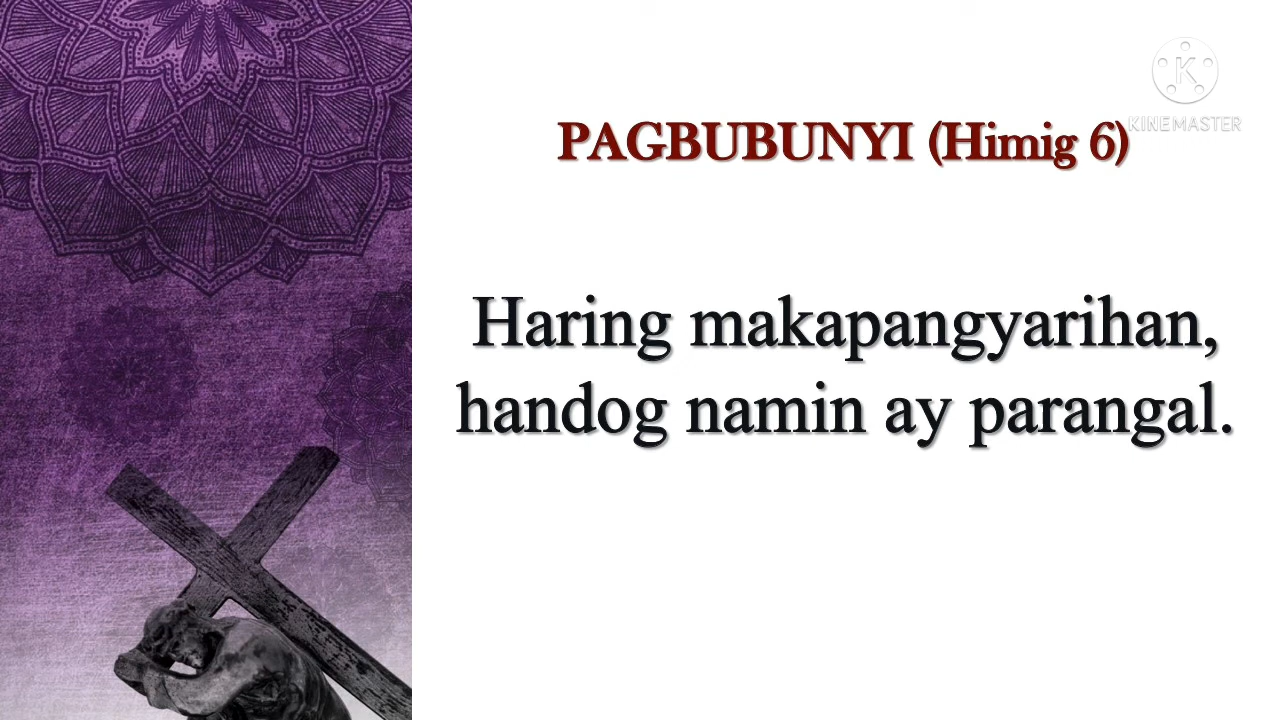 K
KINEMASTER
PAGBUBUNYI (Himig 6)
Haring makapangyarihan,
handog namin ay parangal.